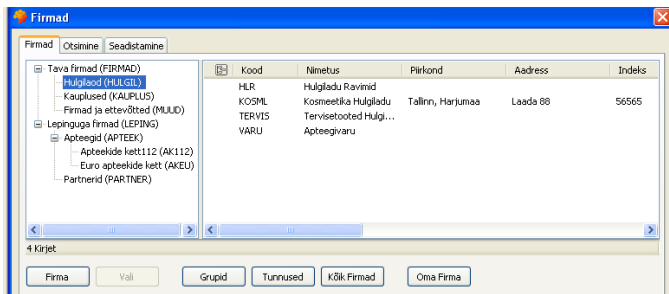 Firmad
Firmad Otsimine Seadistamine
Tava firmad (FIRMAD)
Hulgilaod (HULGIL)
Kauplused (KAUPLUS)
Firmad ja ettevõtted (MUUD)
Lepinguga firmad (LEPING)
Apteegid (APTEEK)
Apteekide kett112 (AK112)
Euro apteekide kett (AKEU)
Partnerid (PARTNER)
Kood Nimetus Piirkond Aadress Indeks
HLR Hulgiladu Ravimid
KOSML Kosmeetika Hulgiladu Tallinn, Harjumaa Laada 88 56565
TERVIS Tervisetooted Hulgi...
VARU Apteegivaru
4 Kirjet
Firma Vali Grupid Tunnused Kõik Firmad Oma Firma